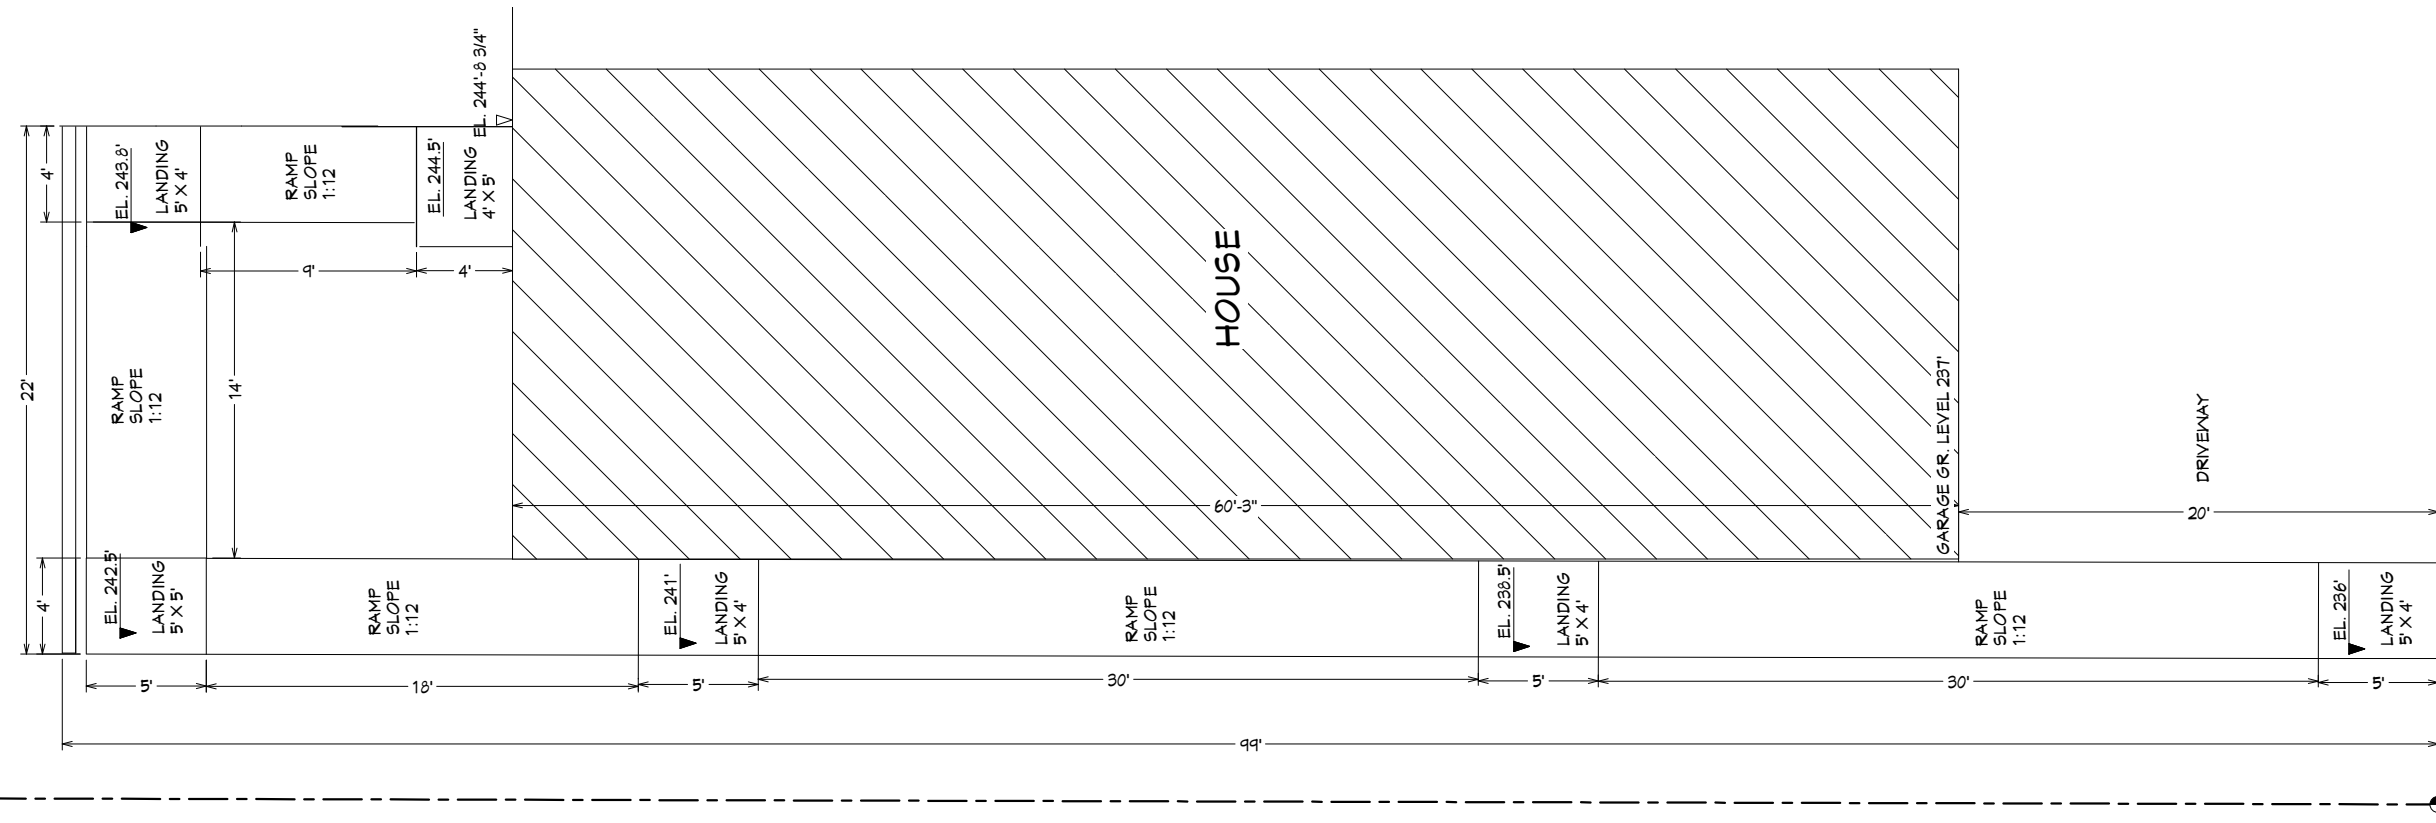 EL. 244'-8 3/4"
4'
EL. 243.8'
LANDING
5' X 4'
RAMP
SLOPE
1:12
EL. 244.5'
LANDING
4' X 5'
9'
4'
22'
RAMP
SLOPE
1:12
14'
HOUSE
60'-3"
GARAGE GR. LEVEL 237'
DRIVEWAY
20'
4'
EL. 242.5'
LANDING
5' X 5'
RAMP
SLOPE
1:12
EL. 241'
LANDING
5' X 4'
RAMP
SLOPE
1:12
EL. 238.5'
LANDING
5' X 4'
RAMP
SLOPE
1:12
EL. 236'
LANDING
5' X 4'
5'
18'
5'
30'
5'
30'
5'
99'